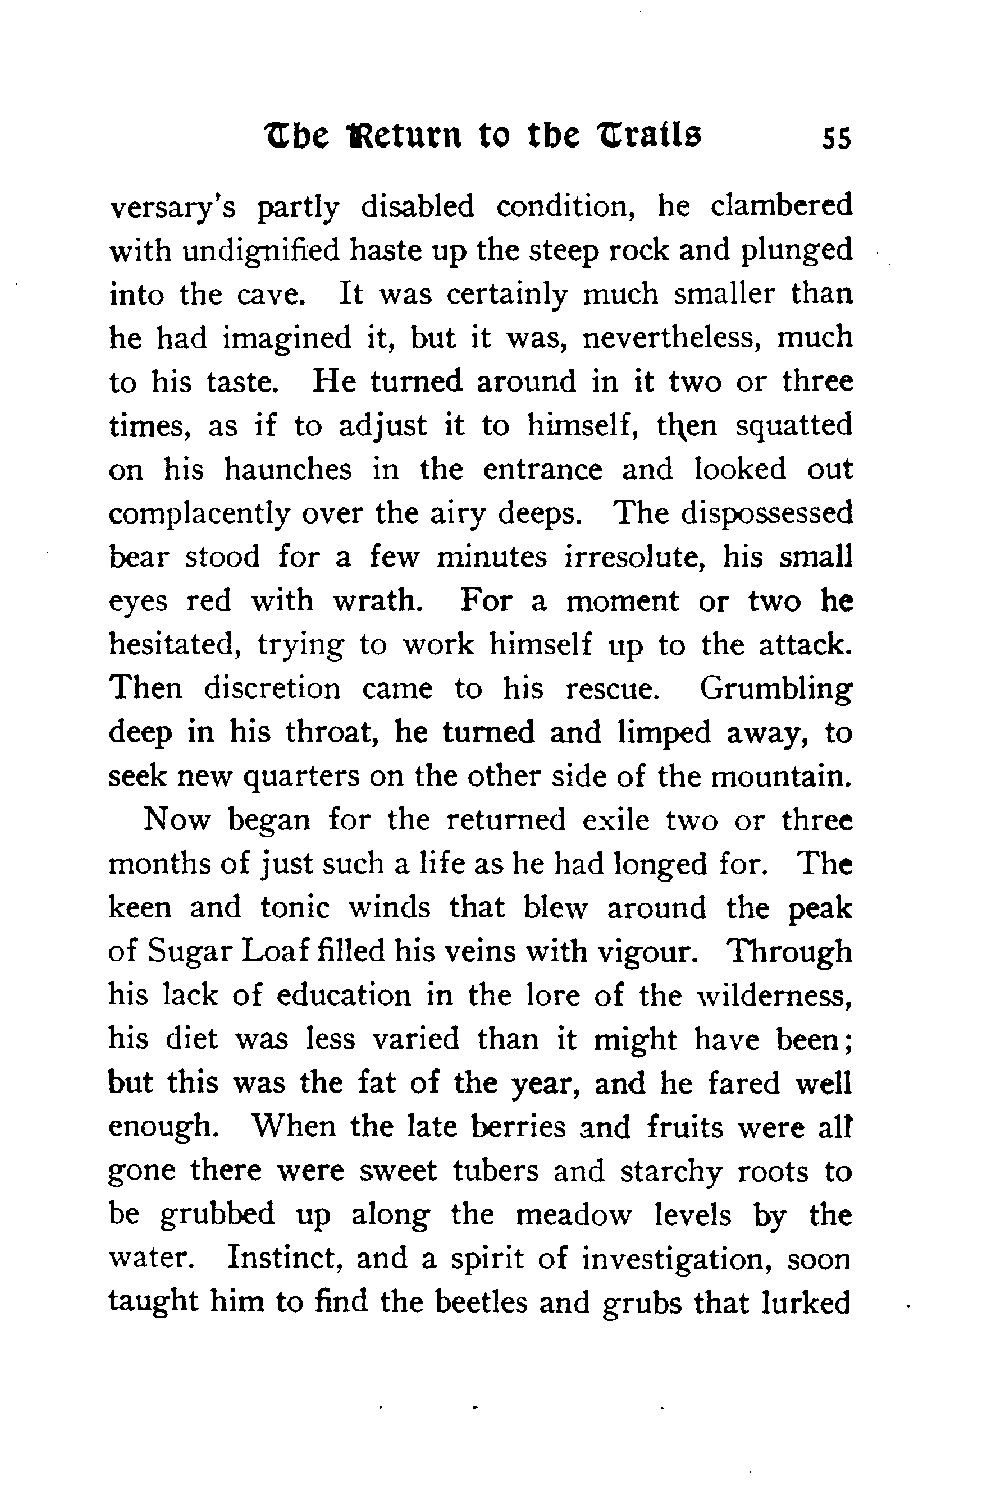 The Return to the Trails 55
versary's partly disabled condition, he clambered
with undignified haste up the steep rock and plunged
into the cave. It was certainly much smaller than
he had imagined it, but it was, nevertheless, much
to his taste. He turned around in it two or three
times, as if to adjust it to himself, then squatted
on his haunches in the entrance and looked out
complacently over the airy deeps. The dispossessed
bear stood for a few minutes irresolute, his small
eyes red with wrath. For a moment or two he
hesitated, trying to work himself up to the attack.
Then discretion came to his rescue. Grumbling
deep in his throat, he turned and limped away, to
seek new quarters on the other side of the mountain.
Now began for the returned exile two or three
months of just such a life as he had longed for. The
keen and tonic winds that blew around the peak
of Sugar Loaf filled his veins with vigour. Through
his lack of education in the lore of the wilderness,
his diet was less varied than it might have been;
but this was the fat of the year, and he fared well
enough. When the late berries and fruits were all
gone there were sweet tubers and starchy roots to
be grubbed up along the meadow levels by the
water. Instinct, and a spirit of investigation, soon
taught him to find the beetles and grubs that lurked